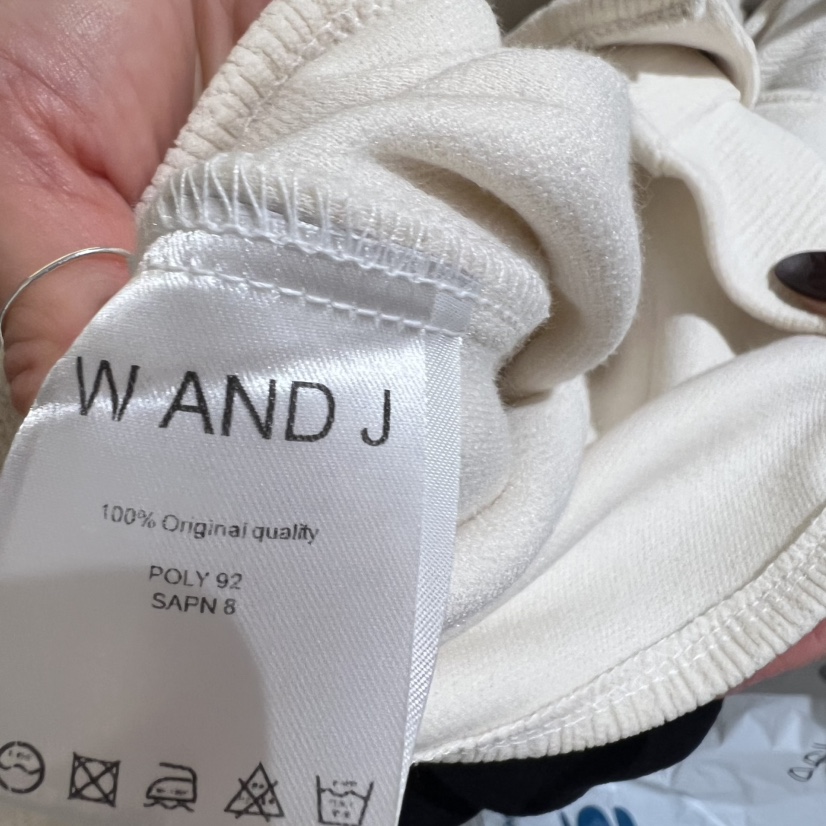 W AND J
100% Original quality
POLY 92
SAPN 8